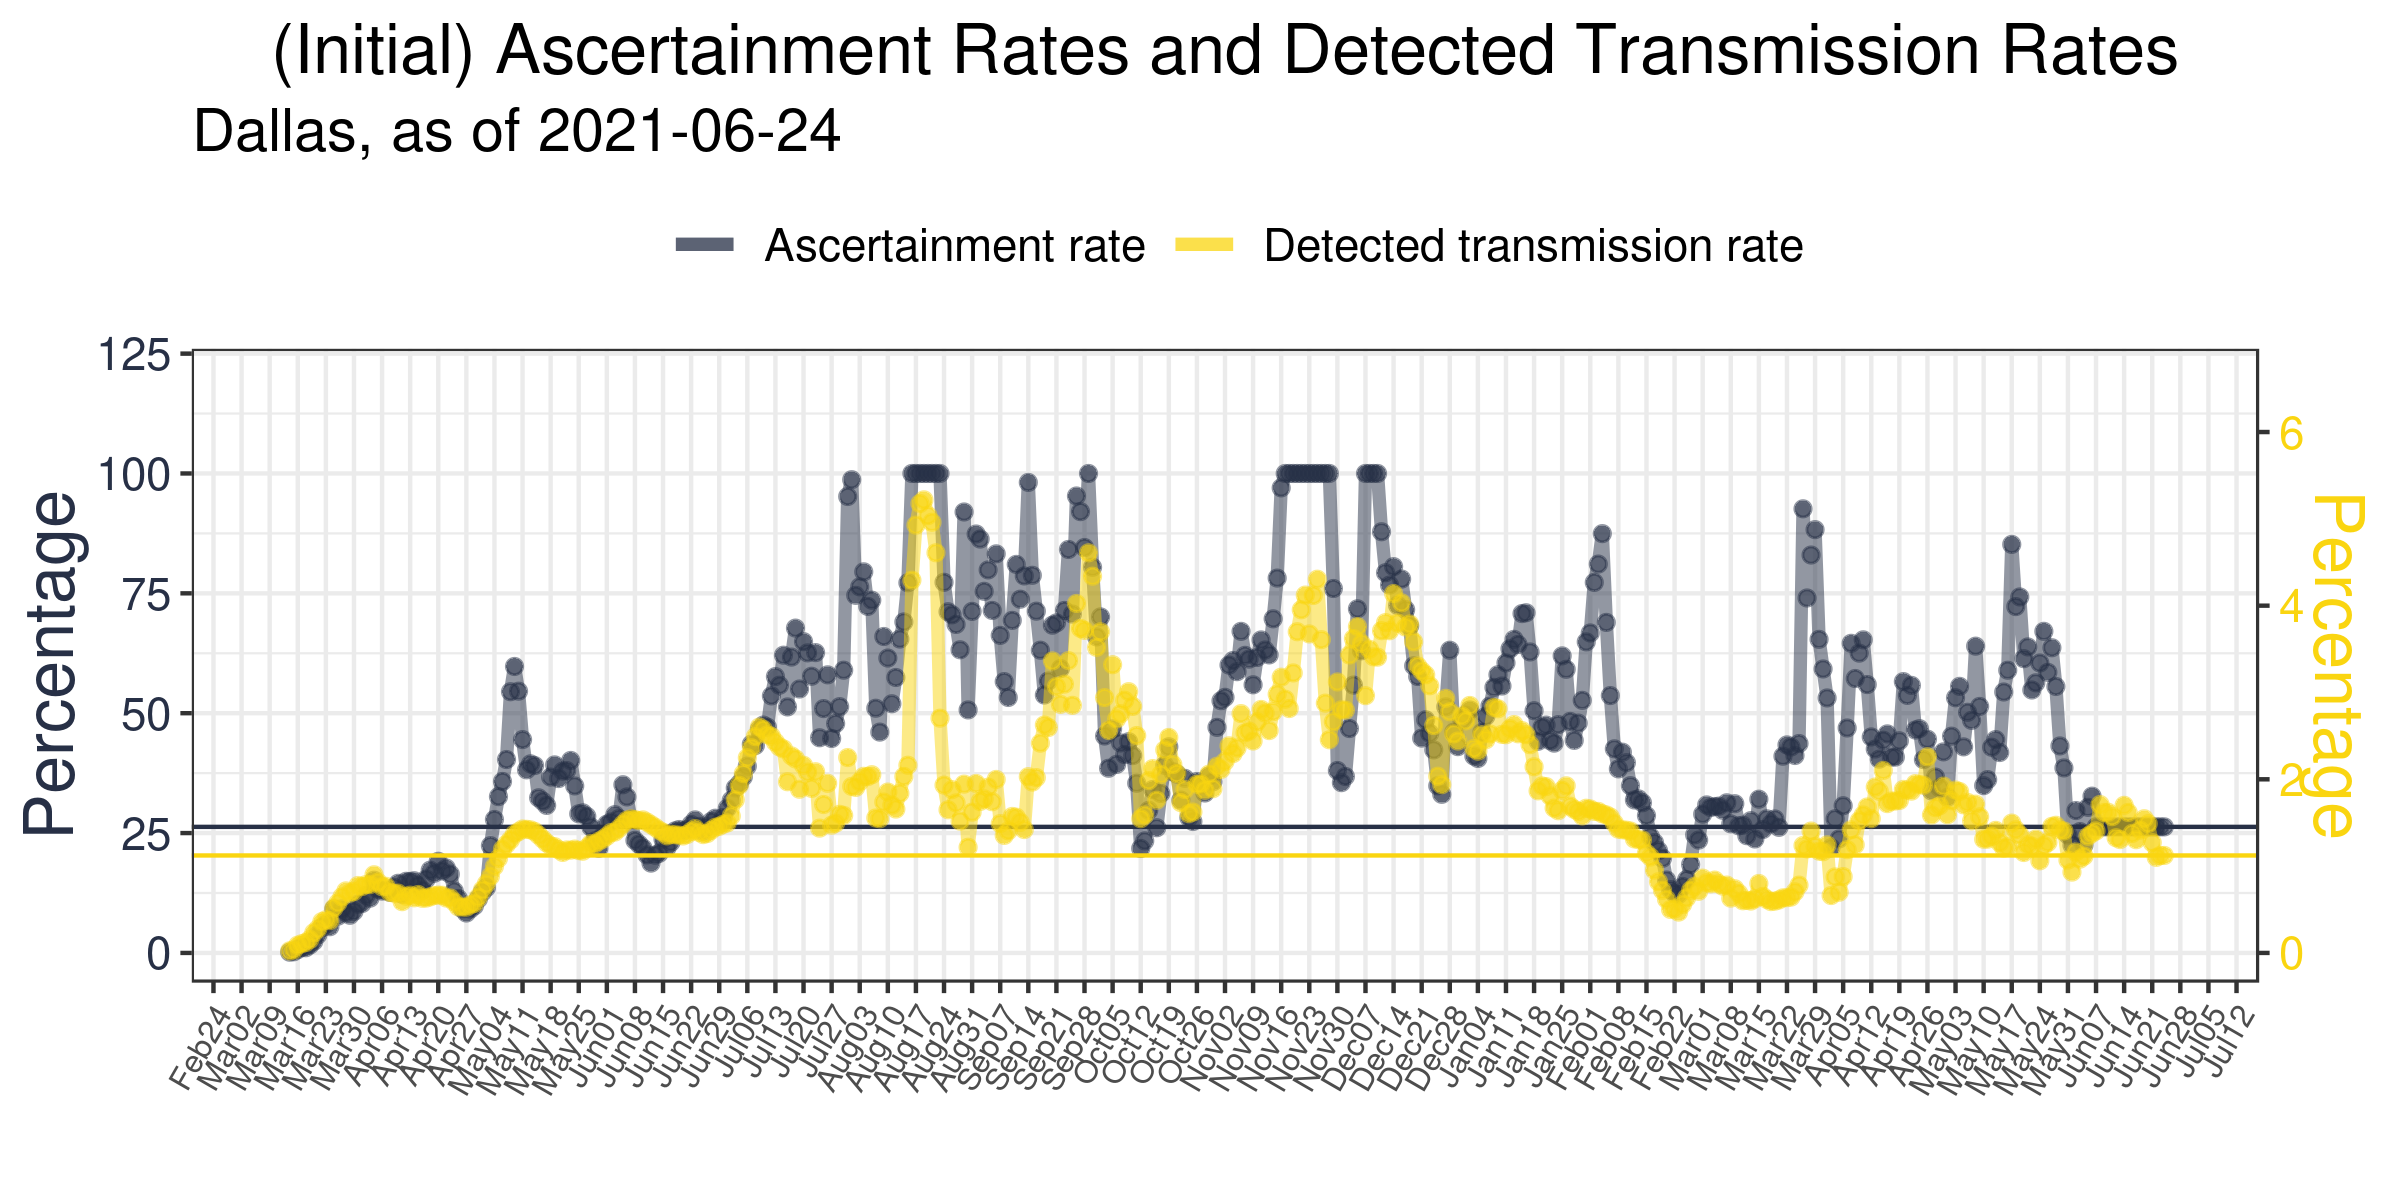 (Initial) Ascertainment Rates and Detected Transmission Rates
Dallas, as of 2021-06-24
Ascertainment rate
Detected transmission rate
125
100
75
50
25
0
Percentage
6
4
2
0
Percentage
Feb24
Mar02
Mar09
Mar16
Mar23
Mar30
Apr06
Apr13
Apr20
Apr27
May04
May11
May18
May25
Jun01
Jun08
Jun15
Jun22
Jun29
Jul06
Jul13
Jul20
Jul27
Aug03
Aug10
Aug17
Aug24
Aug31
Sep07
Sep14
Sep21
Sep28
Oct05
Oct12
Oct19
Oct26
Nov02
Nov09
Nov16
Nov23
Nov30
Dec07
Dec14
Dec21
Dec28
Jan04
Jan11
Jan18
Jan25
Feb01
Feb08
Feb15
Feb22
Mar01
Mar08
Mar15
Mar22
Mar29
Apr05
Apr12
Apr19
Apr26
May03
May10
May17
May24
May31
Jun07
Jun14
Jun21
Jun28
Jul05
Jul12